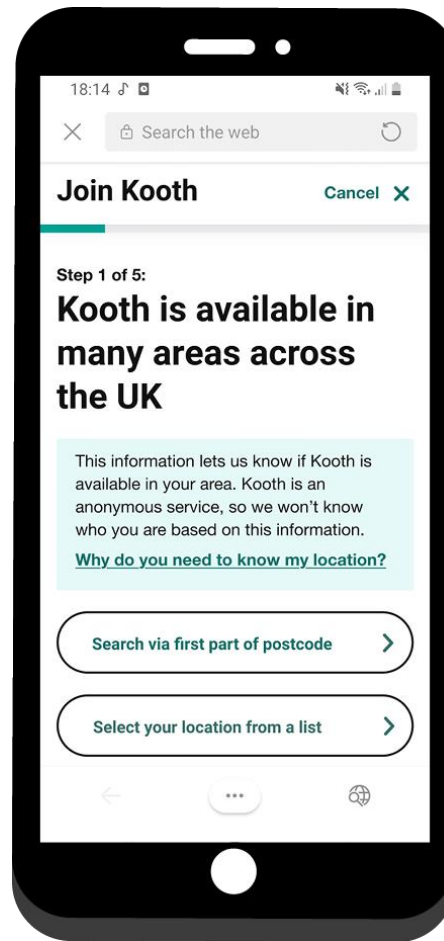 18:14
Search the web
Join Kooth
Cancel
Step 1 of 5:
Kooth is available in
many areas across
the UK
This information lets us know if Kooth is
available in your area. Kooth is an
anonymous service, so we won’t know
who you are based on this information.
Why do you need to know my location?
Search via first part of postcode
Select your location from a list